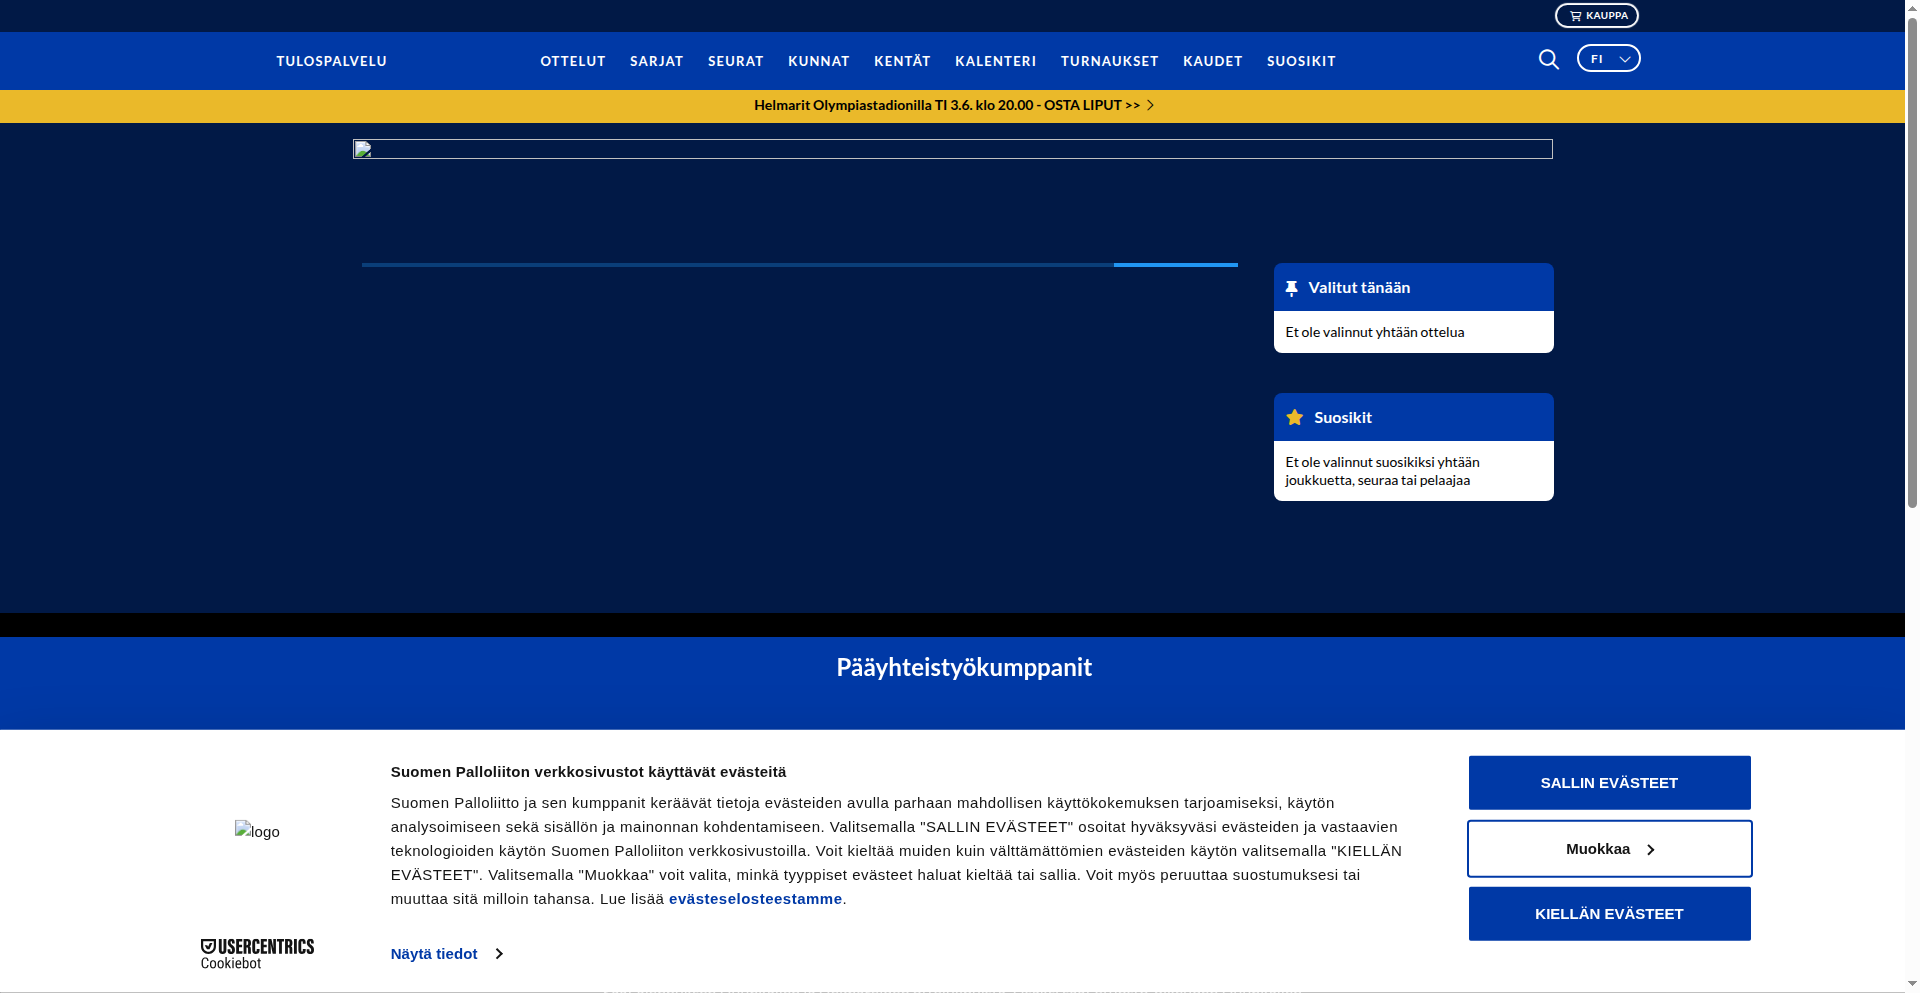 KAUPPA
TULOSPALVELU
OTTELUT
SARJAT
SEURAT
KUNNAT
KENTÄT
KALENTERI
TURNAUKSET
KAUDET
SUOSIKIT
FI
Helmarit Olympiastadionilla TI 3.6. klo 20.00 - OSTA LIPUT >>
Valitut tänään
Et ole valinnut yhtään ottelua
Suosikit
Et ole valinnut suosikiksi yhtään
joukkuetta, seuraa tai pelaajaa
Pääyhteistyökumppanit
logo
USERCENTRICS
Cookiebot
Suomen Palloliiton verkkosivustot käyttävät evästeitä
Suomen Palloliitto ja sen kumppanit keräävät tietoja evästeiden avulla parhaan mahdollisen käyttökokemuksen tarjoamiseksi, käytön
analysoimiseen sekä sisällön ja mainonnan kohdentamiseen. Valitsemalla "SALLIN EVÄSTEET" osoitat hyväksyväsi evästeiden ja vastaavien
teknologioiden käytön Suomen Palloliiton verkkosivustoilla. Voit kieltää muiden kuin välttämättömien evästeiden käytön valitsemalla "KIELLÄN
EVÄSTEET". Valitsemalla "Muokkaa" voit valita, minkä tyyppiset evästeet haluat kieltää tai sallia. Voit myös peruuttaa suostumuksesi tai
muuttaa sitä milloin tahansa. Lue lisää evästeselosteestamme.
Näytä tiedot
SALLIN EVÄSTEET
Muokkaa
KIELLÄN EVÄSTEET